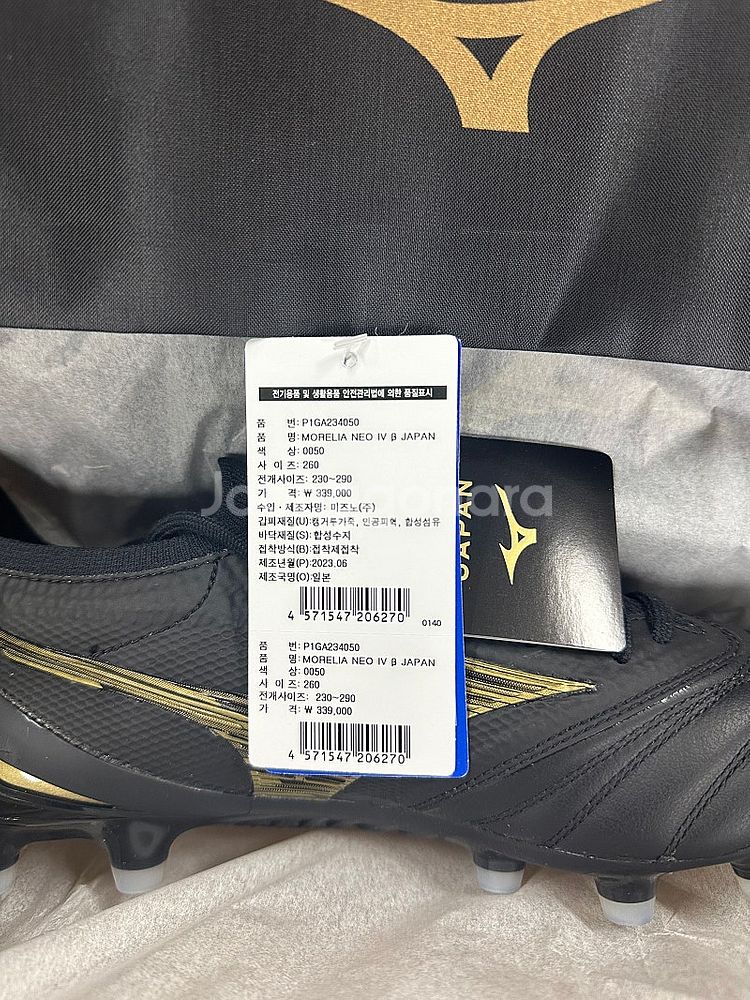 전기용품 및 생활용품 안전관리법에 의한 품질표시
품 번: P1GA234050
품 명: MORELIA NEO IV β JAPAN
색 상: 0050
사 이 즈: 260
전개사이즈: 230~290
가 격: ₩ 339,000
수입 · 제조자명: 미즈노(주)
갑피재질(U): 캥거루가죽, 인공피혁, 합성섬유
바닥재질(S): 합성수지
접착방식(B): 접착제접착
제조년월(P): 2023.06
제조국명(O): 일본
4 571547 206270
0140
품 번: P1GA234050
품 명: MORELIA NEO IV β JAPAN
색 상: 0050
사 이 즈: 260
전개사이즈: 230~290
가 격: ₩ 339,000
4 571547 206270
JAPAN